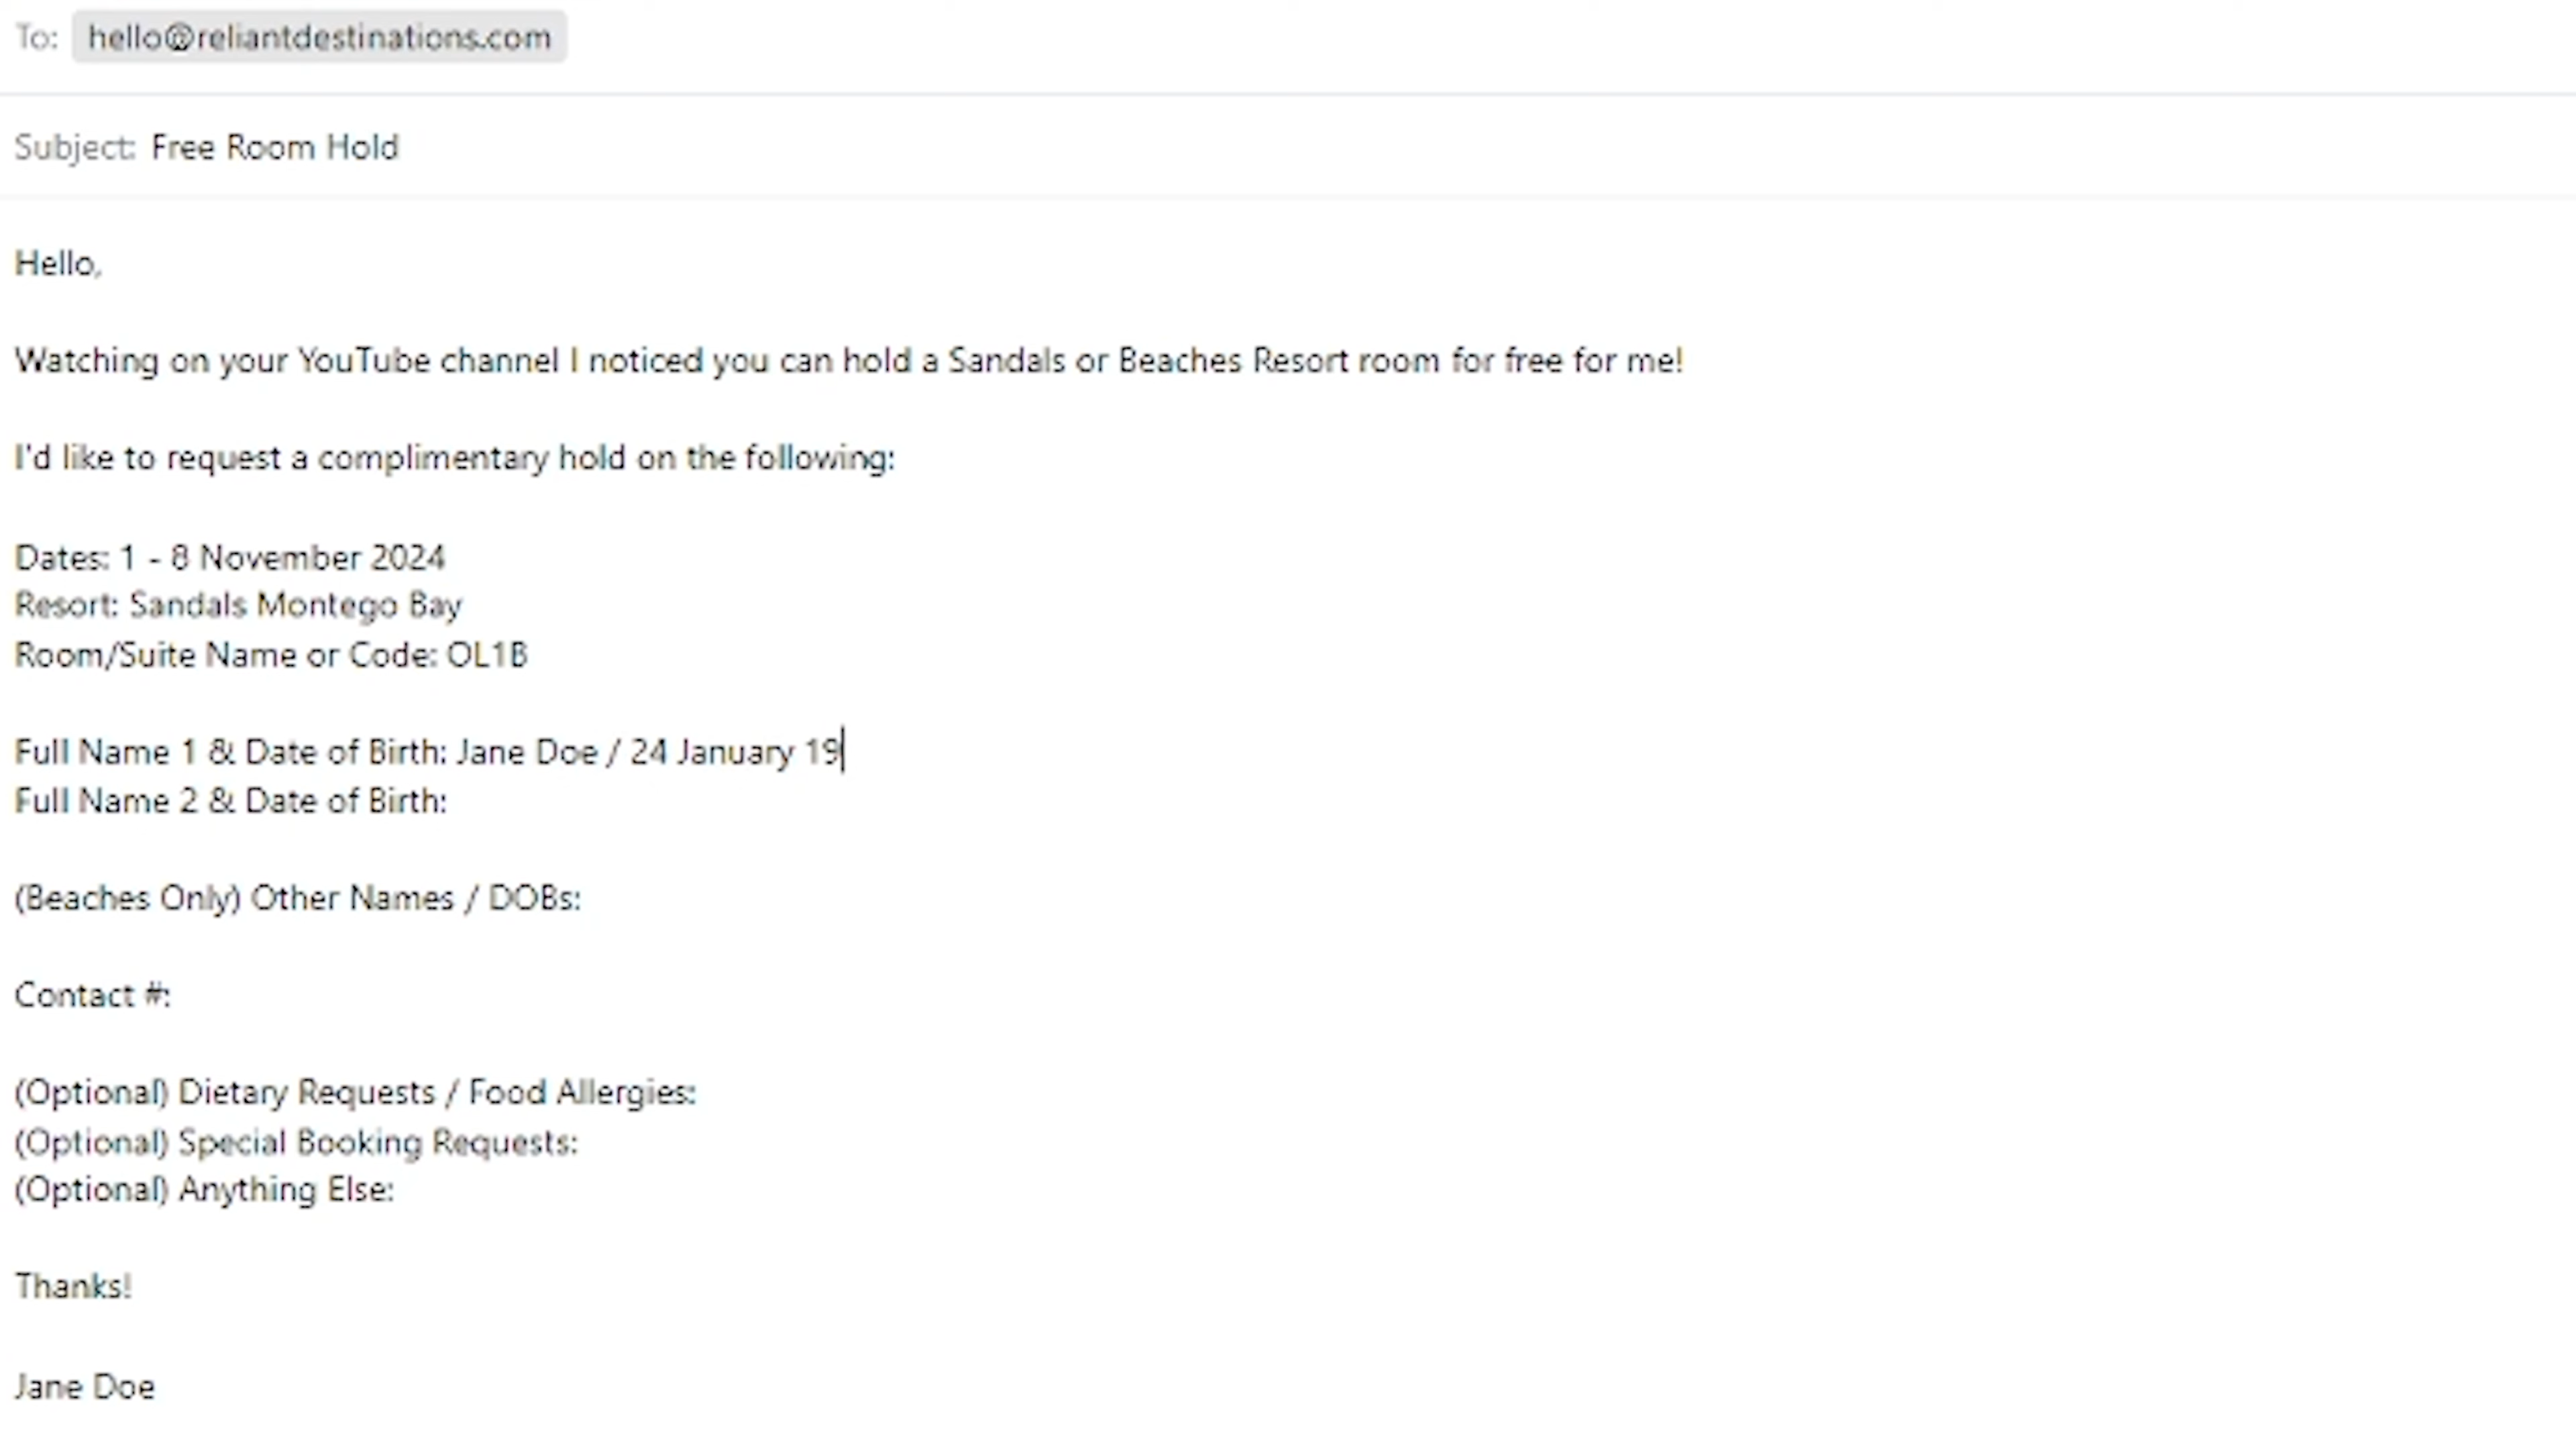 To: hello@reliantdestinations.com
Subject: Free Room Hold
Hello,
Watching on your YouTube channel I noticed you can hold a Sandals or Beaches Resort room for free for me!
I'd like to request a complimentary hold on the following:
Dates: 1 - 8 November 2024
Resort: Sandals Montego Bay
Room/Suite Name or Code: OL1B
Full Name 1 & Date of Birth: Jane Doe / 24 January 19
Full Name 2 & Date of Birth:
(Beaches Only) Other Names / DOBs:
Contact #:
(Optional) Dietary Requests / Food Allergies:
(Optional) Special Booking Requests:
(Optional) Anything Else:
Thanks!
Jane Doe